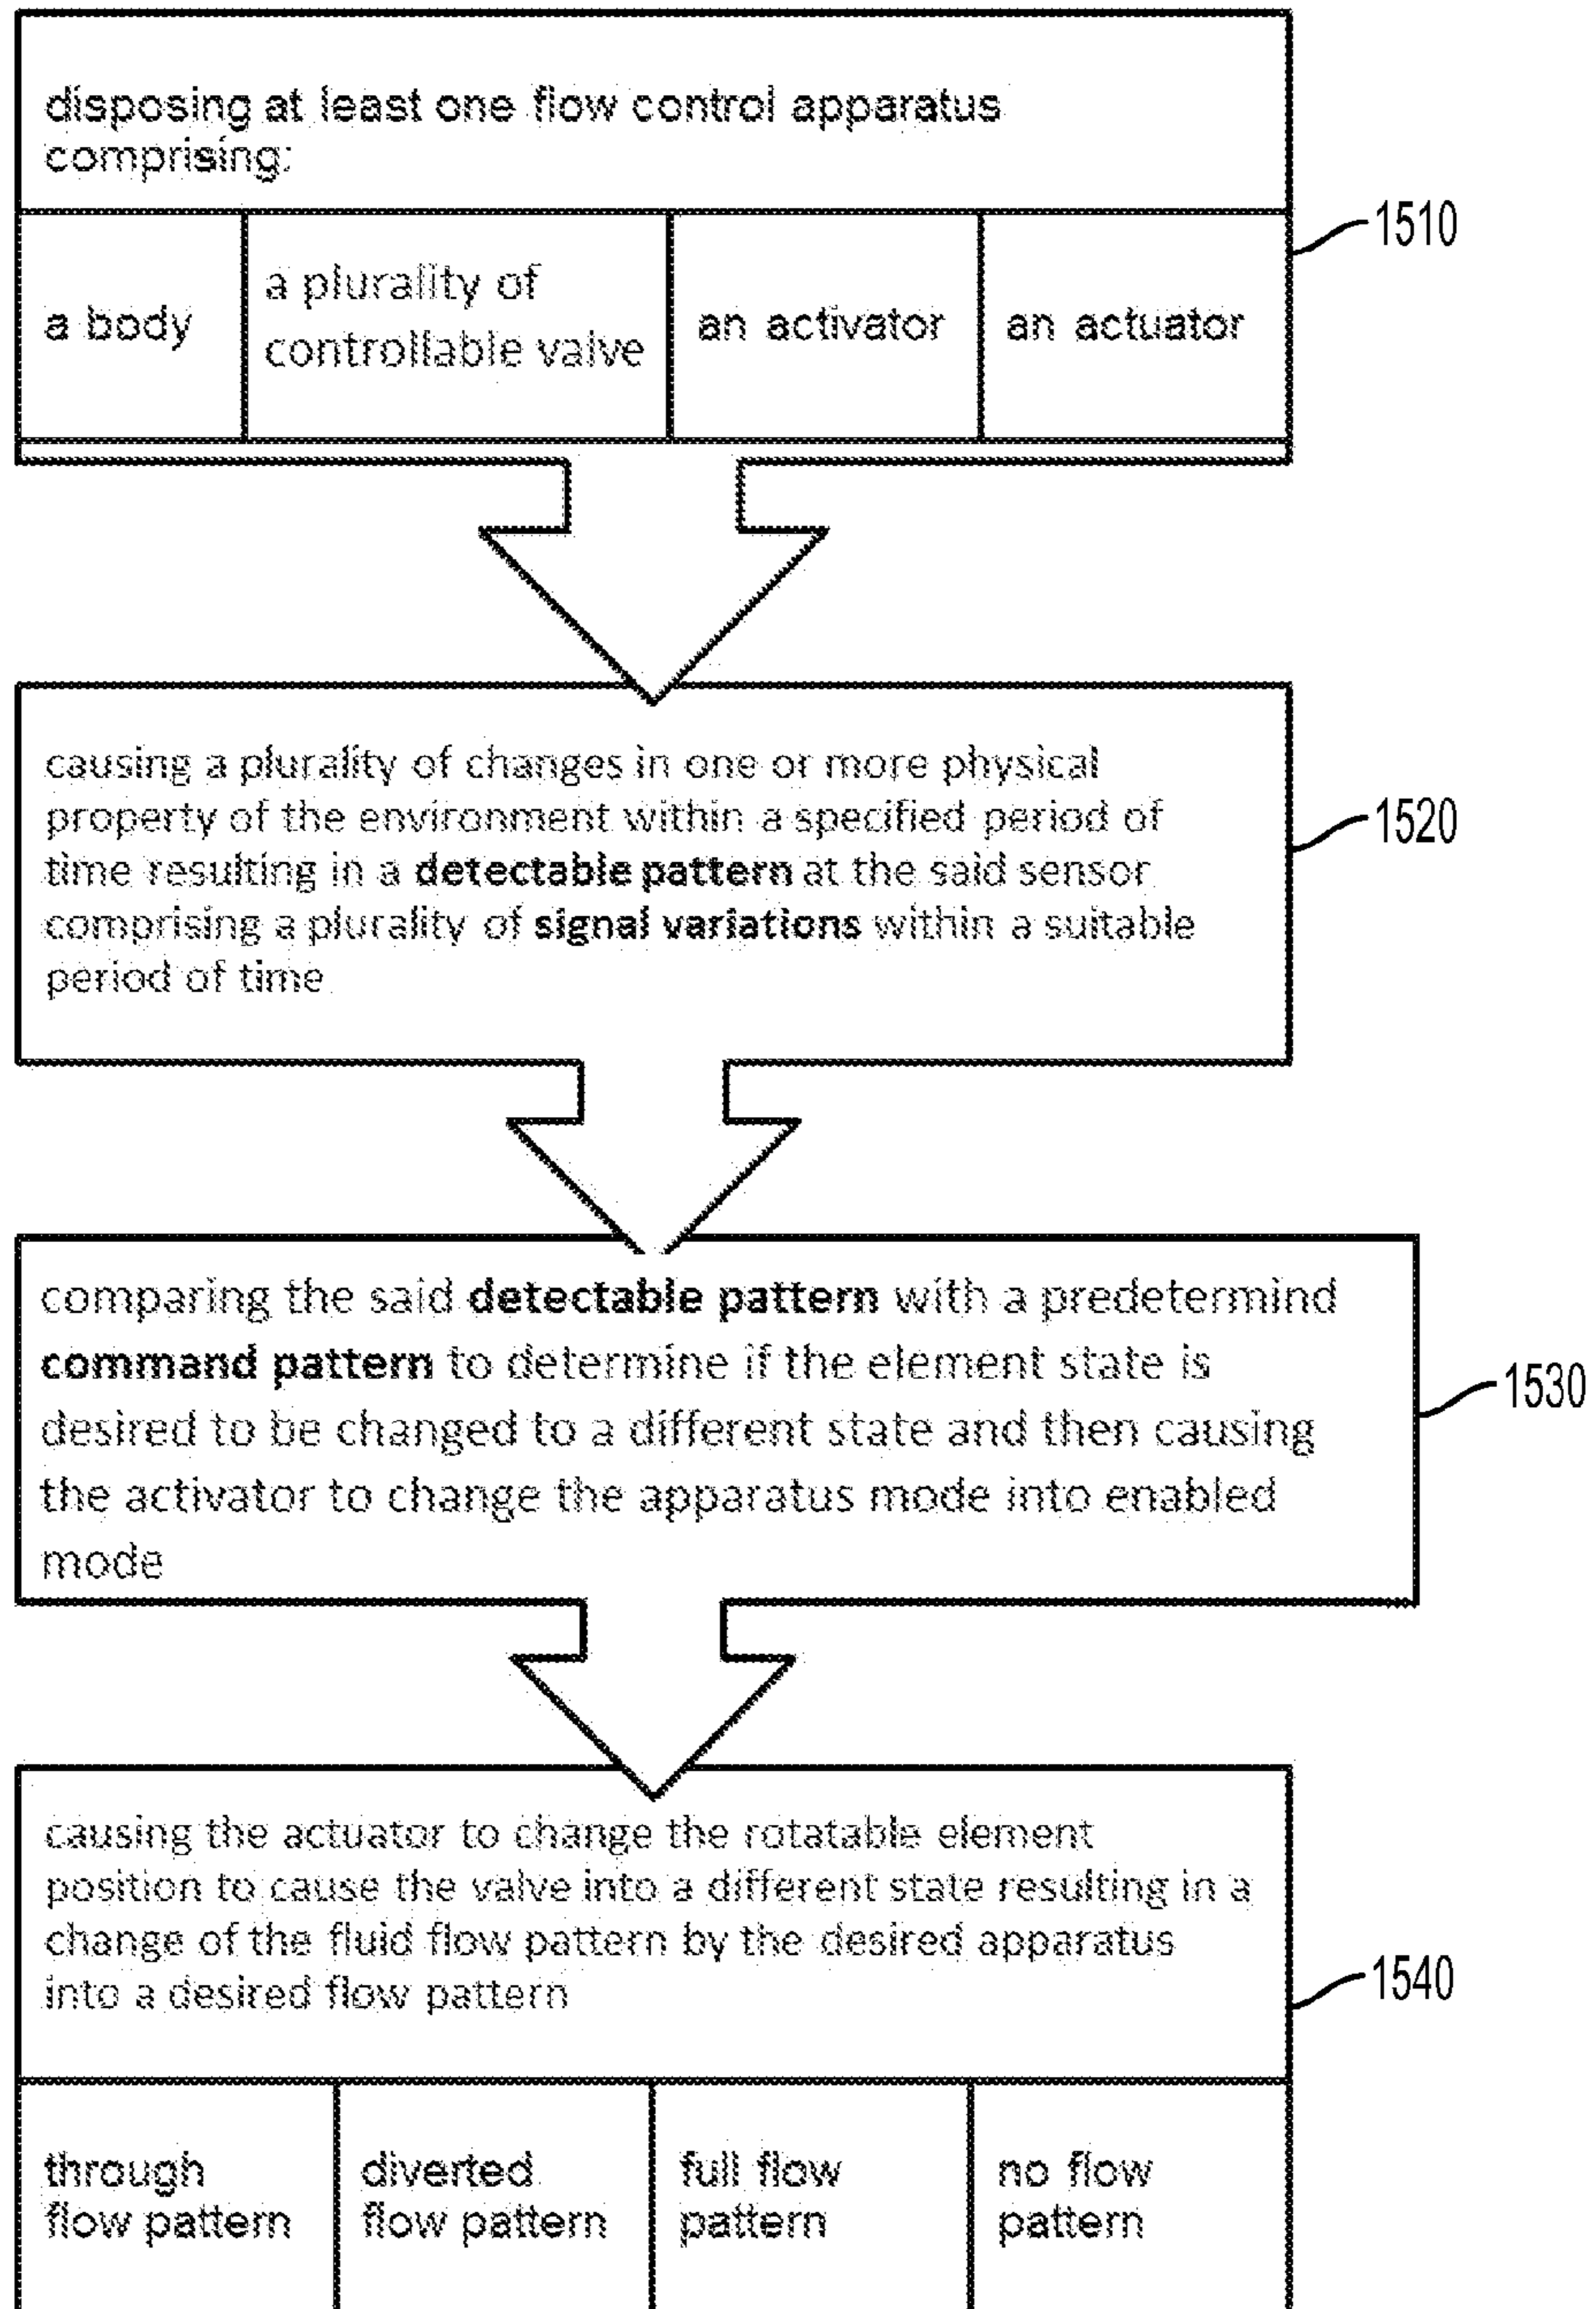 disposing at least one flow control apparatus
comprising:
1510
a body
a plurality of
controllable valve
an activator
an actuator
causing a plurality of changes in one or more physical
property of the environment within a specified period of
time resulting in a detectable pattern at the said sensor
comprising a plurality of signal variations within a suitable
period of time
1520
comparing the said detectable pattern with a predetermind
command pattern to determine if the element state is
desired to be changed to a different state and then causing
the activator to change the apparatus mode into enabled
mode
1530
causing the actuator to change the rotatable element
position to cause the valve into a different state resulting in a
change of the fluid flow pattern by the desired apparatus
into a desired flow pattern
1540
through
flow pattern
diverted
flow pattern
full flow
pattern
no flow
pattern